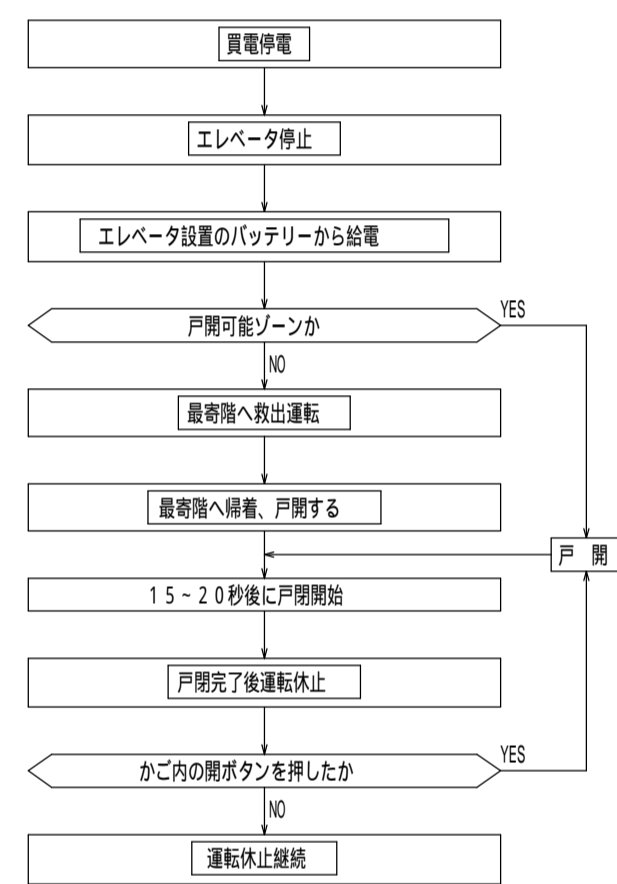 買電停電
エレベータ停止
エレベータ設置のバッテリーから給電
戸開可能ゾーンか
YES
NO
最寄階へ救出運転
最寄階へ帰着、戸開する
戸 開
15~20秒後に戸閉開始
戸閉完了後運転休止
かご内の開ボタンを押したか
YES
NO
運転休止継続